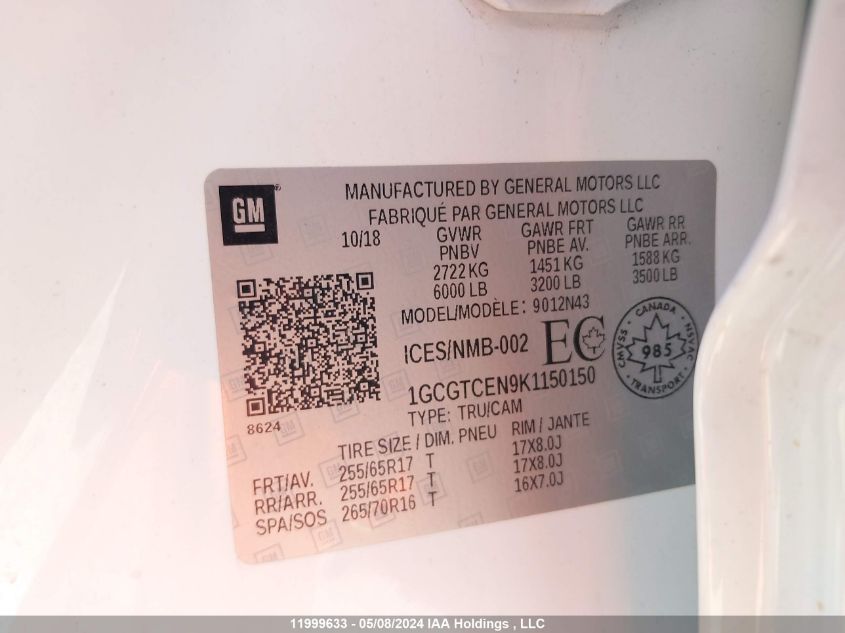 GM ®
MANUFACTURED BY GENERAL MOTORS LLC
FABRIQUÉ PAR GENERAL MOTORS LLC
10/18
GVWR GAWR FRT GAWR RR
PNBV PNBE AV. PNBE ARR.
2722 KG 1451 KG 1588 KG
6000 LB 3200 LB 3500 LB
MODEL/MODÈLE: 9012N43
ICES/NMB-002 EC
CANADA
CMVSS · NSVAC
985
TRANSPORT
1GCGTCEN9K1150150
TYPE: TRU/CAM
8624
TIRE SIZE / DIM. PNEU RIM / JANTE
FRT/AV. 255/65R17 T 17X8.0J
RR/ARR. 255/65R17 T 17X8.0J
SPA/SOS 265/70R16 T 16X7.0J
11999633 - 05/08/2024 IAA Holdings , LLC